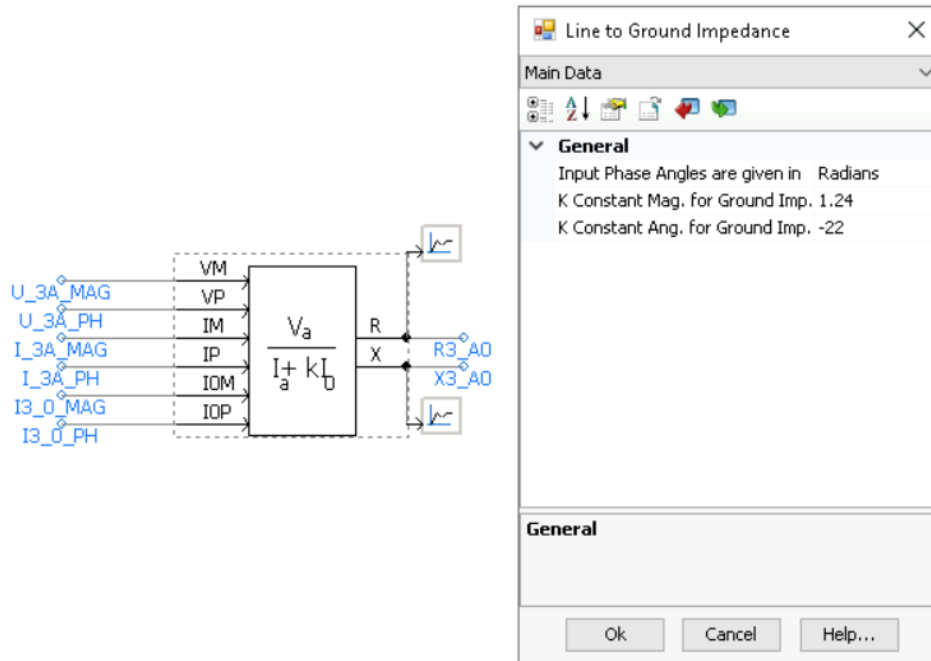 U_3A_MAG
U_3A_PH
I_3A_MAG
I_3A_PH
I3_0_MAG
I3_0_PH
VM
VP
IM
IP
IOM
IOP
Va
Ia+ kI0
R
X
R3_A0
X3_A0
Line to Ground Impedance
Main Data
A
Z
General
Input Phase Angles are given in Radians
K Constant Mag. for Ground Imp. 1.24
K Constant Ang. for Ground Imp. -22
General
Ok Cancel Help...